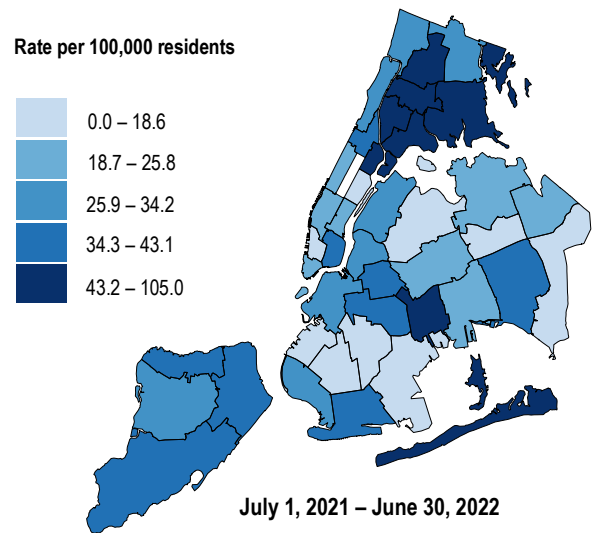 Rate per 100,000 residents
0.0 – 18.6
18.7 – 25.8
25.9 – 34.2
34.3 – 43.1
43.2 – 105.0
July 1, 2021 – June 30, 2022